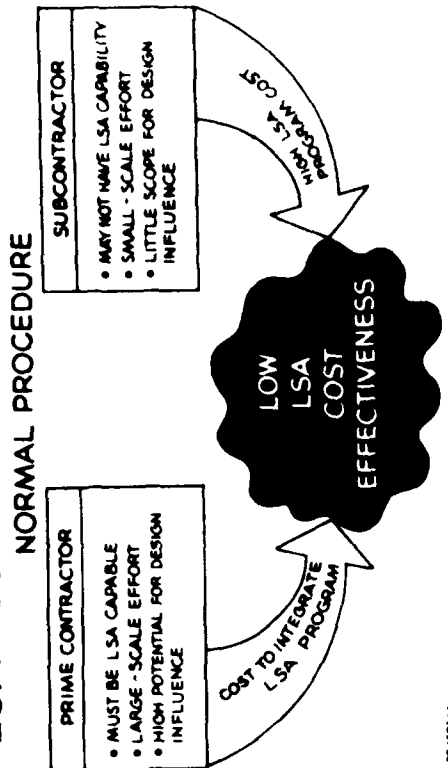 NORMAL PROCEDURE
PRIME CONTRACTOR
• MUST BE LSA CAPABLE
• LARGE - SCALE EFFORT
• HIGH POTENTIAL FOR DESIGN
INFLUENCE
SUBCONTRACTOR
• MAY NOT HAVE LSA CAPABILITY
• SMALL - SCALE EFFORT
• LITTLE SCOPE FOR DESIGN
INFLUENCE
COST TO INTEGRATE
LSA PROGRAM
HIGH LSA
PROGRAM COST
LOW
LSA
COST
EFFECTIVENESS